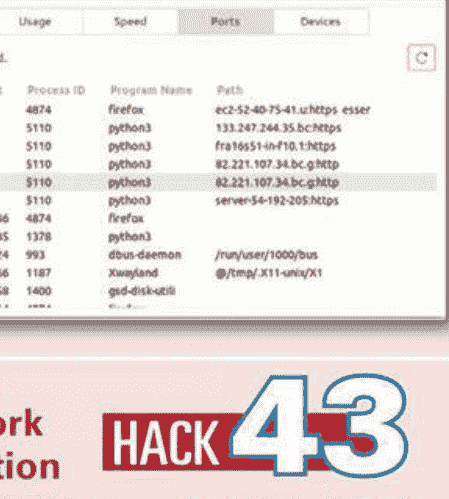 Usage Speed Ports Devices
d.
Process ID Program Name Path
4874 firefox ec2-52-40-75-41.u:https esser
5110 python3 133.247.244.35.bc:https
5110 python3 fra16s51-in-f10.1:https
5110 python3 82.221.107.34.bc.g:http
5110 python3 82.221.107.34.bc.g:http
5110 python3 server-54-192-205:https
4874 firefox
1378 python3
993 dbus-daemon /run/user/1000/bus
1187 Xwayland @/tmp/.X11-unix/X1
1400 gsd-disk-utili
ork
tion
HACK 43